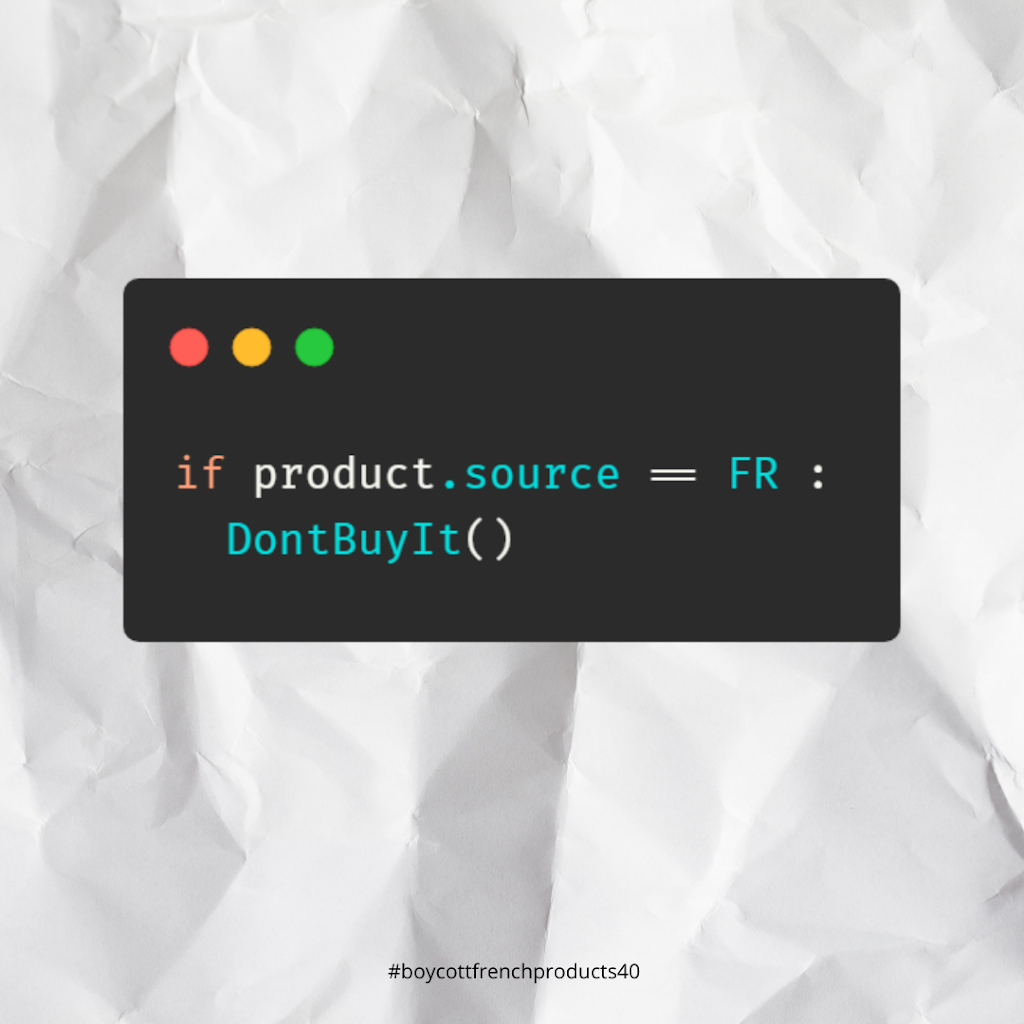 if product.source == FR :
DontBuyIt()
#boycottfrenchproducts40